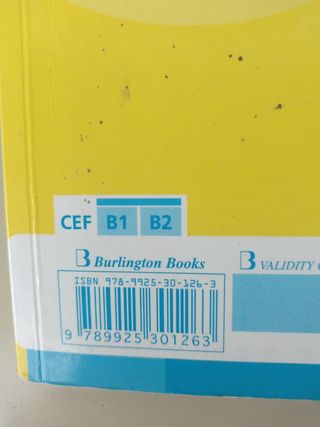 CEF B1 B2
B Burlington Books
B VALIDITY
ISBN 978-9925-30-126-3
9 789925 301263